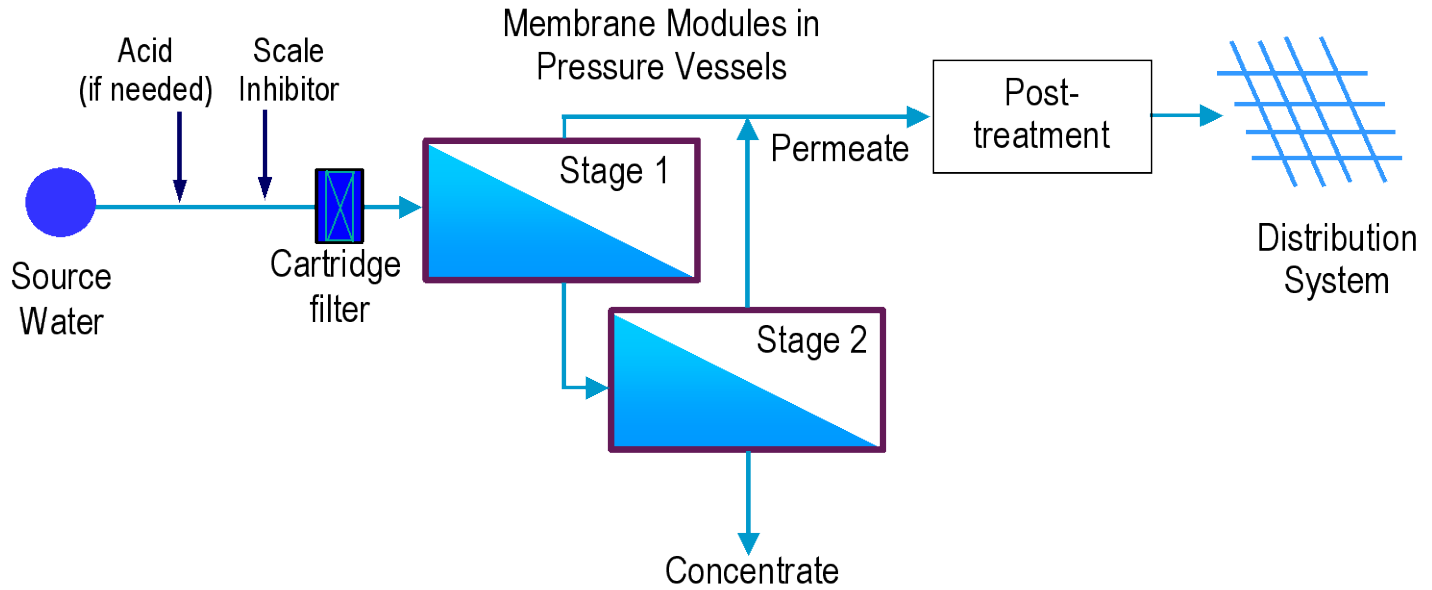 Membrane Modules in
Pressure Vessels
Acid
(if needed)
Scale
Inhibitor
Source
Water
Cartridge
filter
Stage 1
Stage 2
Permeate
Post-
treatment
Distribution
System
Concentrate